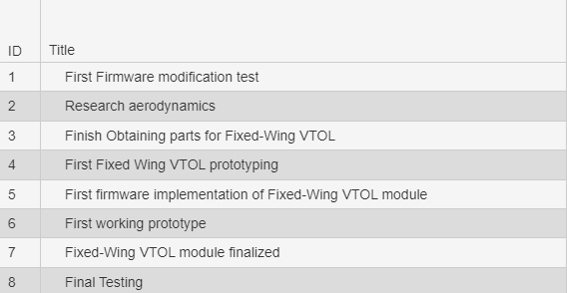 ID Title
1 First Firmware modification test
2 Research aerodynamics
3 Finish Obtaining parts for Fixed-Wing VTOL
4 First Fixed Wing VTOL prototyping
5 First firmware implementation of Fixed-Wing VTOL module
6 First working prototype
7 Fixed-Wing VTOL module finalized
8 Final Testing